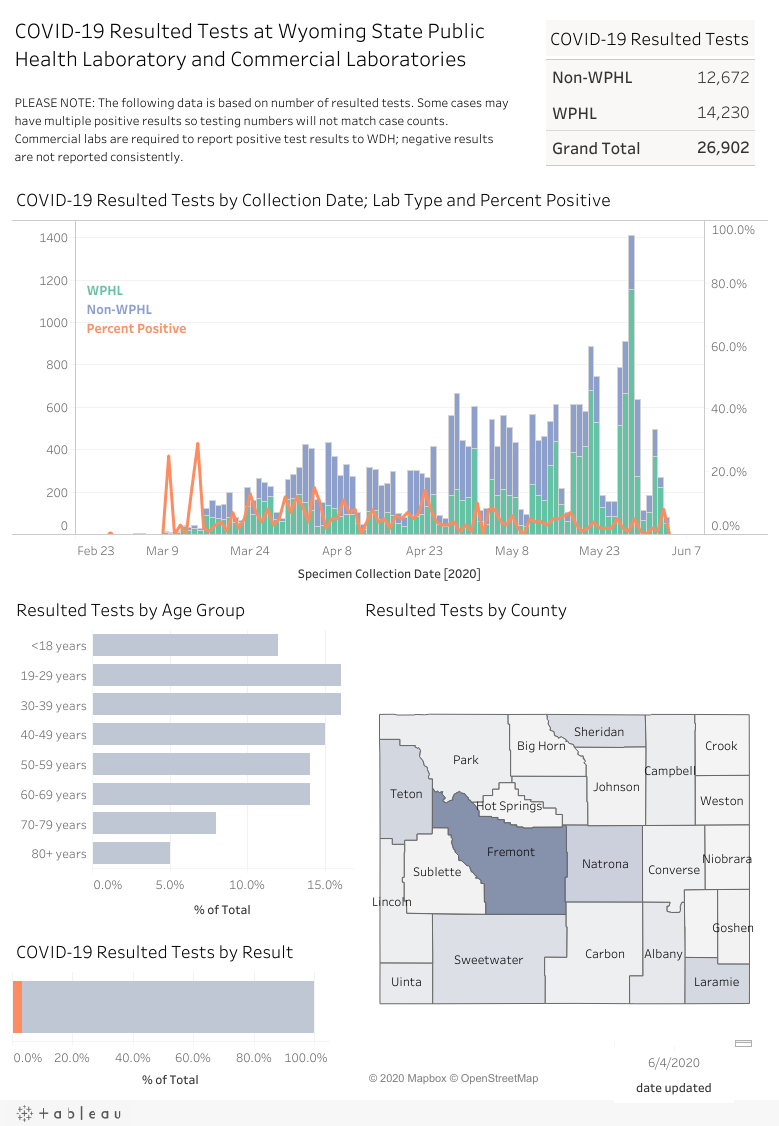 COVID-19 Resulted Tests at Wyoming State Public
Health Laboratory and Commercial Laboratories
PLEASE NOTE: The following data is based on number of resulted tests. Some cases may
have multiple positive results so testing numbers will not match case counts.
Commercial labs are required to report positive test results to WDH; negative results
are not reported consistently.
COVID-19 Resulted Tests
Non-WPHL 12,672
WPHL 14,230
Grand Total 26,902
COVID-19 Resulted Tests by Collection Date; Lab Type and Percent Positive
1400
1200
1000
800
600
400
200
0
WPHL
Non-WPHL
Percent Positive
100.0%
80.0%
60.0%
40.0%
20.0%
0.0%
Feb 23 Mar 9 Mar 24 Apr 8 Apr 23 May 8 May 23 Jun 7
Specimen Collection Date [2020]
Resulted Tests by Age Group
<18 years
19-29 years
30-39 years
40-49 years
50-59 years
60-69 years
70-79 years
80+ years
0.0% 5.0% 10.0% 15.0%
% of Total
COVID-19 Resulted Tests by Result
0.0% 20.0% 40.0% 60.0% 80.0% 100.0%
% of Total
Resulted Tests by County
Sheridan
Big Horn
Crook
Park
Campbell
Johnson
Teton
Weston
Hot Springs
Fremont
Niobrara
Natrona
Converse
Sublette
Lincoln
Goshen
Carbon
Albany
Sweetwater
Uinta
Laramie
© 2020 Mapbox © OpenStreetMap
6/4/2020
date updated
tableau